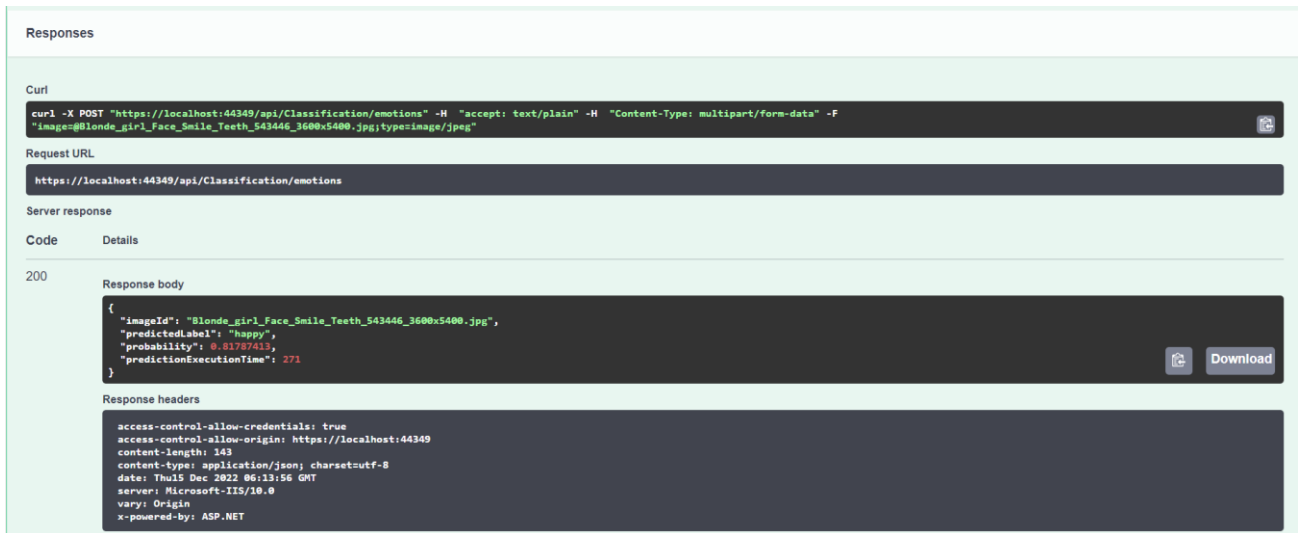 Responses
Curl
curl -X POST "https://localhost:44349/api/Classification/emotions" -H  "accept: text/plain" -H  "Content-Type: multipart/form-data" -F
"image=@Blonde_girl_Face_Smile_Teeth_543446_3600x5400.jpg;type=image/jpeg"
Request URL
https://localhost:44349/api/Classification/emotions
Server response
Code Details
200
Response body
{
  "imageId": "Blonde_girl_Face_Smile_Teeth_543446_3600x5400.jpg",
  "predictedLabel": "happy",
  "probability": 0.81787413,
  "predictionExecutionTime": 271
}
Download
Response headers
access-control-allow-credentials: true
access-control-allow-origin: https://localhost:44349
content-length: 143
content-type: application/json; charset=utf-8
date: Thu15 Dec 2022 06:13:56 GMT
server: Microsoft-IIS/10.0
vary: Origin
x-powered-by: ASP.NET